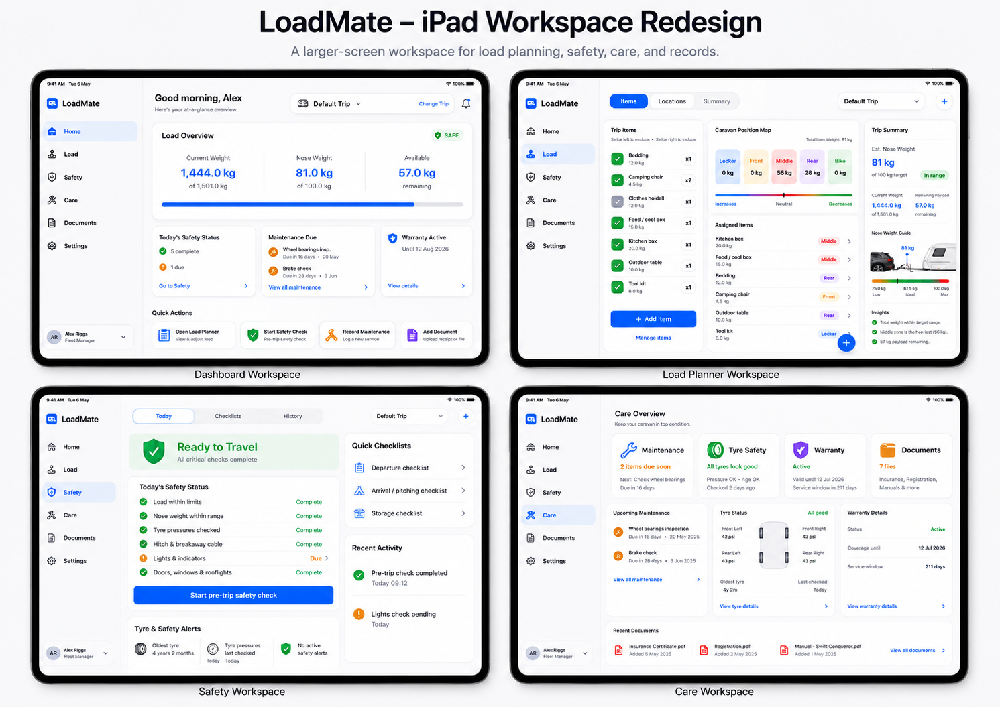 LoadMate – iPad Workspace Redesign
A larger-screen workspace for load planning, safety, care, and records.
9:41 AM Tue 6 May
100%
LoadMate
Home
Load
Safety
Care
Documents
Settings
AR
Alex Riggs
Fleet Manager
Good morning, Alex
Here's your at-a-glance overview.
Default Trip
Change Trip
Load Overview
SAFE
Current Weight
1,444.0 kg
of 1,501.0 kg
Nose Weight
81.0 kg
of 100.0 kg
Available
57.0 kg
remaining
Today's Safety Status
5 complete
1 due
Go to Safety
Maintenance Due
Wheel bearings insp.
Due in 16 days • 20 May
Brake check
Due in 28 days • 3 Jun
View all maintenance
Warranty Active
Until 12 Aug 2026
View details
Quick Actions
Open Load Planner
View & adjust load
Start Safety Check
Pre-trip safety check
Record Maintenance
Log a new service
Add Document
Upload receipt or file
Dashboard Workspace
9:41 AM Tue 6 May
100%
LoadMate
Home
Load
Safety
Care
Documents
Settings
Items
Locations
Summary
Default Trip
+
Trip Items
Swipe left to exclude • Swipe right to include
Bedding
12.0 kg
x1
Camping chair
4.5 kg
x2
Clothes holdall
12.0 kg
x1
Food / cool box
15.0 kg
x1
Kitchen box
20.0 kg
x1
Outdoor table
10.0 kg
x1
Tool kit
6.0 kg
x1
+ Add Item
Manage items
Caravan Position Map
Total Item Weight: 81 kg
Locker
0 kg
Front
0 kg
Middle
56 kg
Rear
28 kg
Bike
0 kg
Increases
Neutral
Decreases
Assigned Items
Kitchen box
20.0 kg
Middle
Food / cool box
15.0 kg
Middle
Bedding
12.0 kg
Rear
Camping chair
4.5 kg
Front
Outdoor table
10.0 kg
Rear
Tool kit
6.0 kg
Locker
+
Trip Summary
Est. Nose Weight
81 kg
of 100 kg target
In range
Current Weight
1,444.0 kg
of 1,501.0 kg
Remaining Payload
57.0 kg
remaining
Nose Weight Guide
81 kg
75.0 kg
Low
87.5 kg
Ideal
100.0 kg
Max
Insights
Total weight within target range.
Middle zone is the heaviest (56 kg).
57 kg payload remaining.
Load Planner Workspace
9:41 AM Tue 6 May
100%
LoadMate
Home
Load
Safety
Care
Documents
Settings
AR
Alex Riggs
Fleet Manager
Today
Checklists
History
Default Trip
+
Ready to Travel
All critical checks complete
Today's Safety Status
Load within limits
Complete
Nose weight within range
Complete
Tyre pressures checked
Complete
Hitch & breakaway cable
Complete
Lights & indicators
Due
Doors, windows & rooflights
Complete
Start pre-trip safety check
Tyre & Safety Alerts
Oldest tyre
4 years 2 months
Today
Tyre pressures
last checked
Today
No active
safety alerts
Quick Checklists
Departure checklist
Arrival / pitching checklist
Storage checklist
Recent Activity
Pre-trip check completed
Today 09:12
Lights check pending
Today
Safety Workspace
9:41 AM Tue 6 May
100%
LoadMate
Home
Load
Safety
Care
Documents
Settings
AR
Alex Riggs
Fleet Manager
Care Overview
Keep your caravan in top condition.
Maintenance
2 items due soon
Next: Check wheel bearings
Due in 16 days
Tyre Safety
All tyres look good
Pressure OK • Age OK
Checked 2 days ago
Warranty
Active
Valid until 12 Jul 2026
Service window in 211 days
Documents
7 files
Insurance, Registration,
Manuals & more
Upcoming Maintenance
Wheel bearings inspection
Due in 16 days • 20 May 2025
Brake check
Due in 28 days • 3 Jun 2025
View all maintenance
Tyre Status
All good
Front Left
42 psi
Front Right
42 psi
Rear Left
43 psi
Rear Right
43 psi
Oldest tyre
4y 2m
Last checked
Today
View tyre details
Warranty Details
Status
Active
Coverage until
12 Jul 2026
Service window
211 days
View warranty details
Recent Documents
Insurance Certificate.pdf
Added 5 May 2025
Registration.pdf
Added 2 May 2025
Manual - Swift Conqueror.pdf
Added 1 May 2025
View all documents
Care Workspace